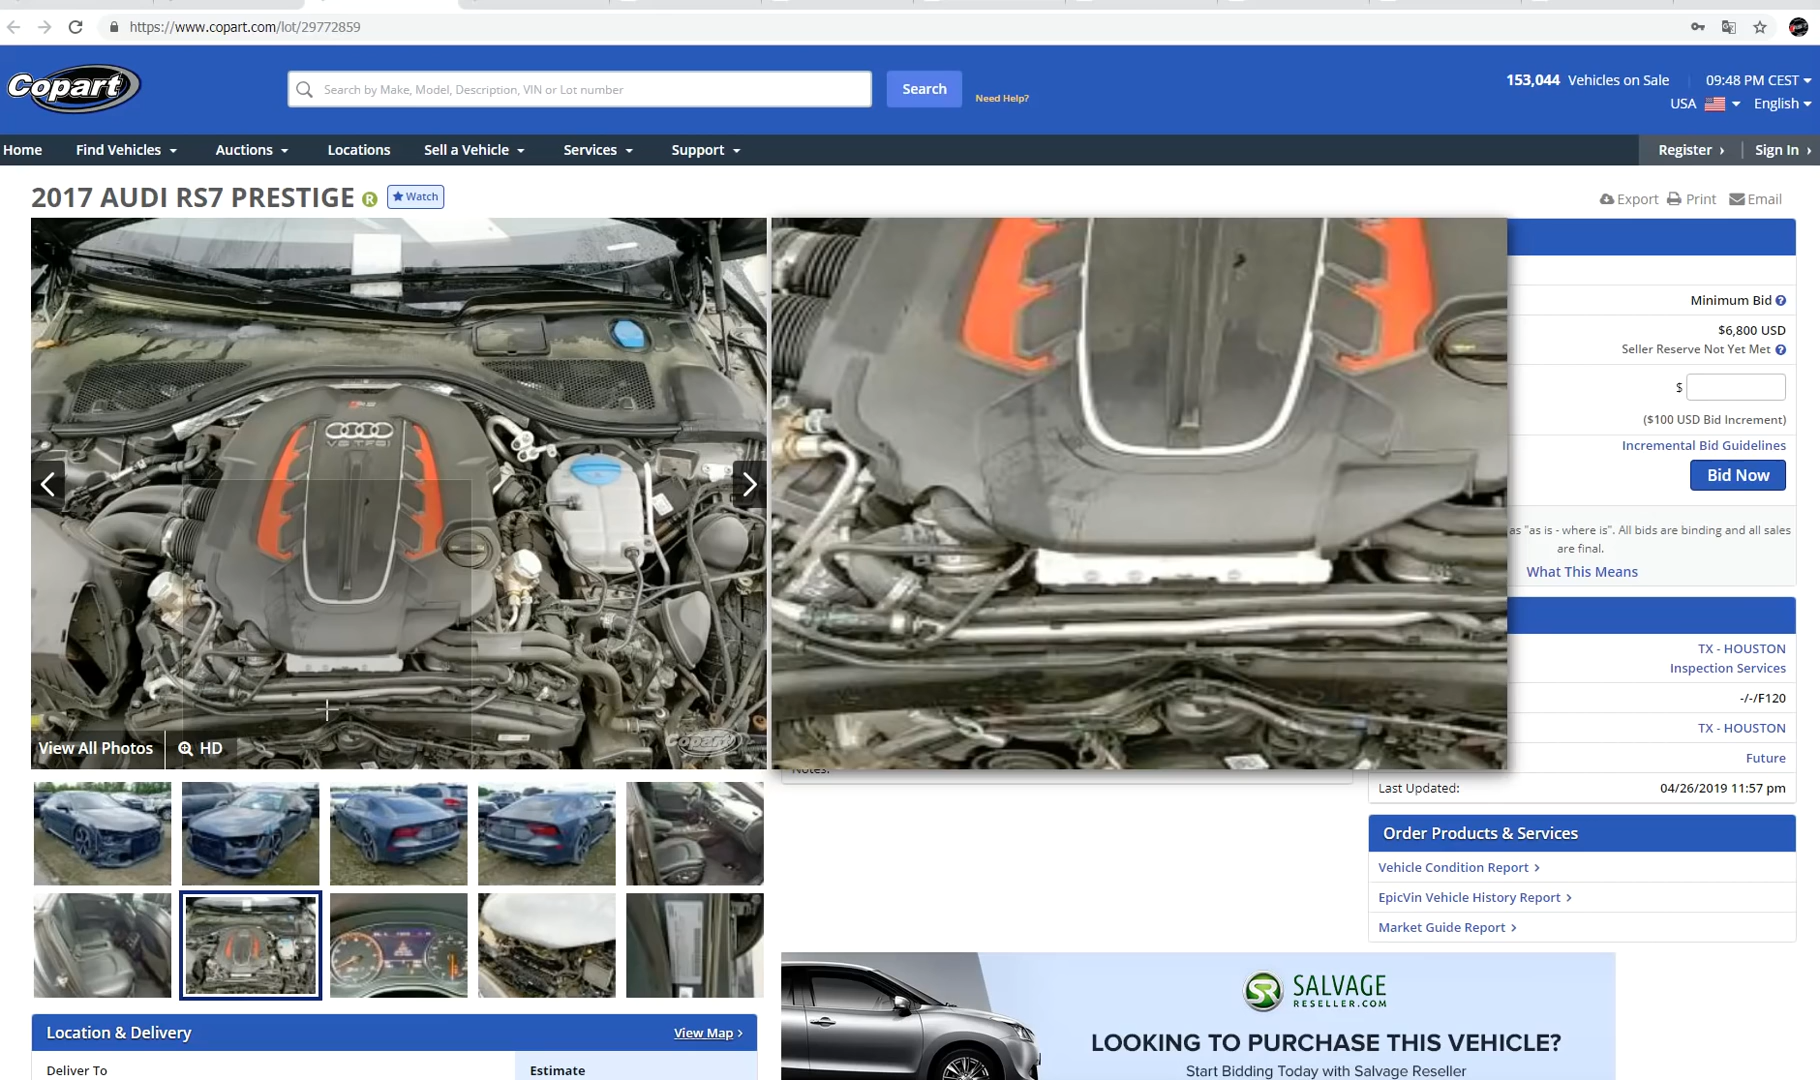 https://www.copart.com/lot/29772859
Copart
Search by Make, Model, Description, VIN or Lot number
Search
Need Help?
153,044 Vehicles on Sale
09:48 PM CEST
USA
English
Home
Find Vehicles
Auctions
Locations
Sell a Vehicle
Services
Support
Register ›
Sign In ›
2017 AUDI RS7 PRESTIGE R
Watch
Export
Print
Email
V8 TFSI
Minimum Bid
$6,800 USD
Seller Reserve Not Yet Met
$
($100 USD Bid Increment)
Incremental Bid Guidelines
Bid Now
as "as is - where is". All bids are binding and all sales
are final.
What This Means
TX - HOUSTON
Inspection Services
-/-/F120
TX - HOUSTON
Future
Last Updated: 04/26/2019 11:57 pm
View All Photos
HD
Copart
Notes:
Order Products & Services
Vehicle Condition Report ›
EpicVin Vehicle History Report ›
Market Guide Report ›
Location & Delivery
View Map ›
Deliver To
Estimate
SR
SALVAGE
RESELLER.COM
LOOKING TO PURCHASE THIS VEHICLE?
Start Bidding Today with Salvage Reseller